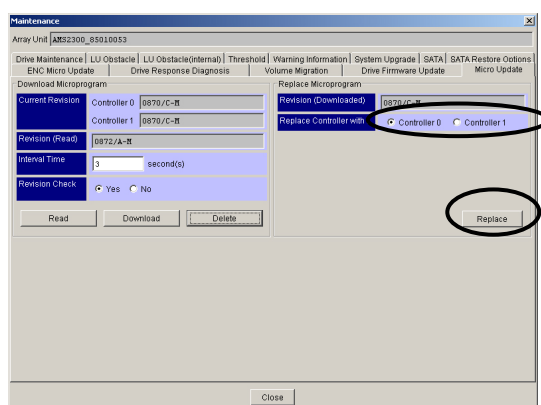 Maintenance
Array Unit AMS2300_85010053
Drive Maintenance LU Obstacle LU Obstacle(internal) Threshold Warning Information System Upgrade SATA SATA Restore Options
ENC Micro Update Drive Response Diagnosis Volume Migration Drive Firmware Update Micro Update
Download Microprogram
Current Revision Controller 0 0870/C-M
Controller 1 0870/C-M
Revision (Read) 0872/A-M
Interval Time 3 second(s)
Revision Check Yes No
Read Download Delete
Replace Microprogram
Revision (Downloaded) 0870/C-M
Replace Controller with Controller 0 Controller 1
Replace
Close